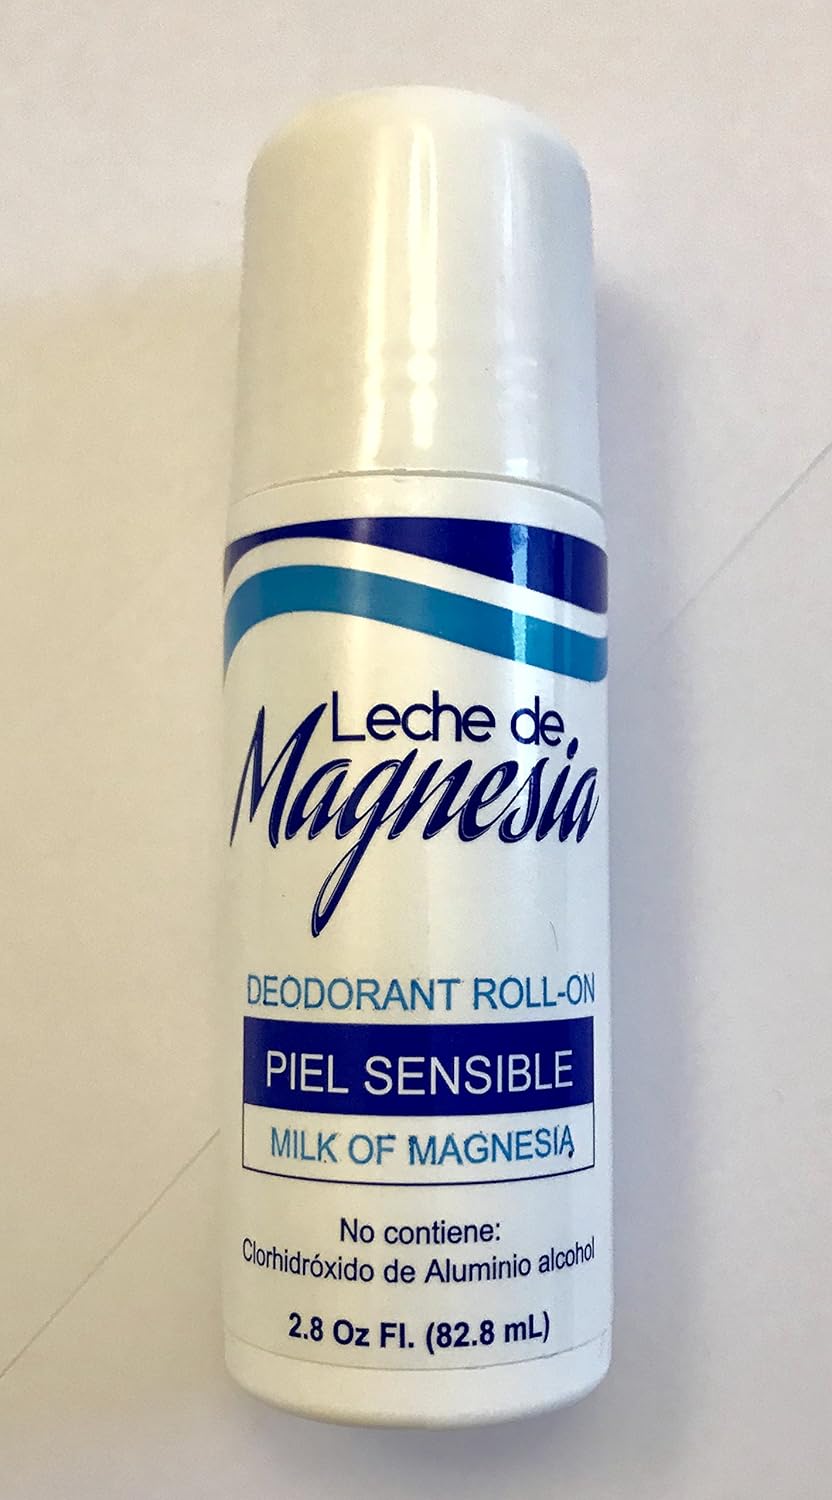 Leche de
Magnesia
DEODORANT ROLL-ON
PIEL SENSIBLE
MILK OF MAGNESIA
No contiene:
Clorhidróxido de Aluminio alcohol
2.8 Oz Fl. (82.8 mL)